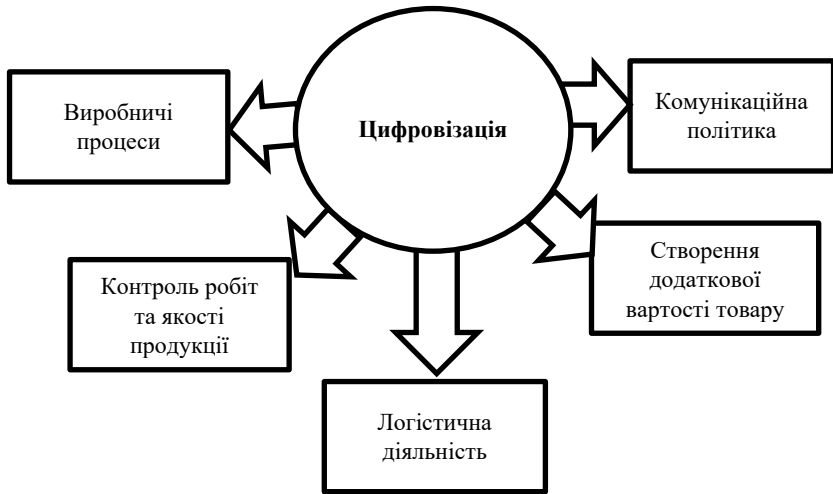 Цифровізація
Виробничі
процеси
Комунікаційна
політика
Контроль робіт
та якості
продукції
Створення
додаткової
вартості товару
Логістична
діяльність